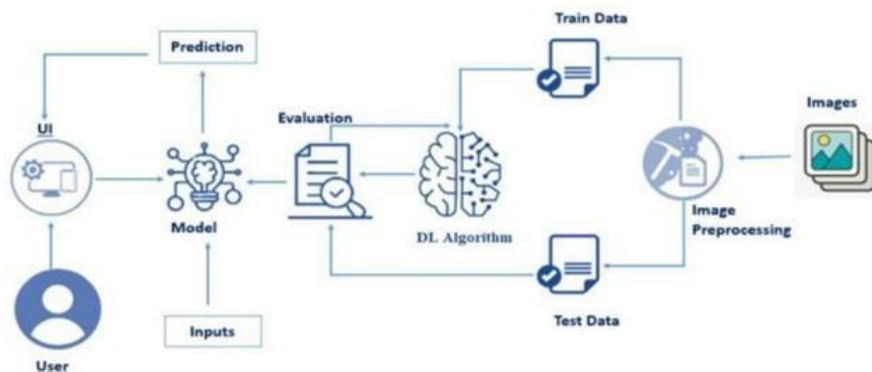 Train Data
Prediction
Images
Evaluation
UI
Model
DL Algorithm
Image
Preprocessing
Inputs
Test Data
User